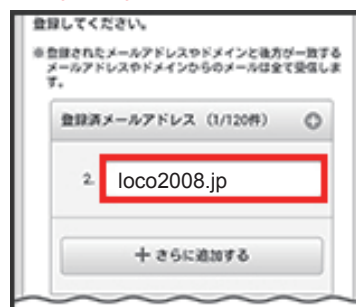 登録してください。
※登録されたメールアドレスやドメインと後方が一致する
メールアドレスやドメインからのメールは全て受信しま
す。
登録済メールアドレス（1/120件）
2. loco2008.jp
＋さらに追加する